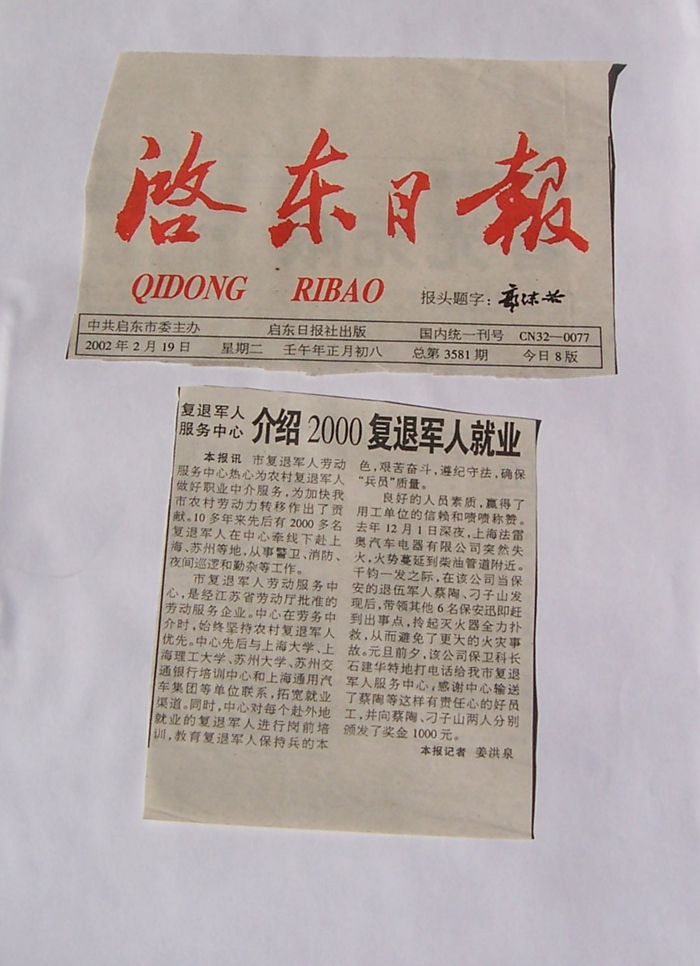 啓东日報
QIDONG RIBAO
报头题字：郭沫若
中共启东市委主办 启东日报社出版 国内统一刊号 CN32—0077
2002年2月19日 星期二 壬午年正月初八 总第3581期 今日8版
复退军人
服务中心
介绍2000复退军人就业
本报讯 市复退军人劳动
服务中心热心为农村复退军人
做好职业中介服务，为加快我
市农村劳动力转移作出了贡
献。10多年来先后有2000多名
复退军人在中心牵线下赴上
海、苏州等地，从事警卫、消防、
夜间巡逻和勤杂等工作。
市复退军人劳动服务中
心，是经江苏省劳动厅批准的
劳动服务企业。中心在劳务中
介时，始终坚持农村复退军人
优先。中心先后与上海大学、上
海理工大学、苏州大学、苏州交
通银行培训中心和上海通用汽
车集团等单位联系，拓宽就业
渠道。同时，中心对每个赴外地
就业的复退军人进行岗前培
训，教育复退军人保持兵的本
色，艰苦奋斗，遵纪守法，确保
“兵员”质量。
良好的人员素质，赢得了
用工单位的信赖和啧啧称赞。
去年12月1日深夜，上海法雷
奥汽车电器有限公司突然失
火，火势蔓延到柴油管道附近。
千钧一发之际，在该公司当保
安的退伍军人蔡陶、刁子山发
现后，带领其他6名保安迅即赶
到出事点，拎起灭火器全力扑
救，从而避免了更大的火灾事
故。元旦前夕，该公司保卫科长
石建华特地打电话给我市复退
军人服务中心，感谢中心输送
了蔡陶等这样有责任心的好员
工，并向蔡陶、刁子山两人分别
颁发了奖金1000元。
本报记者 姜洪泉